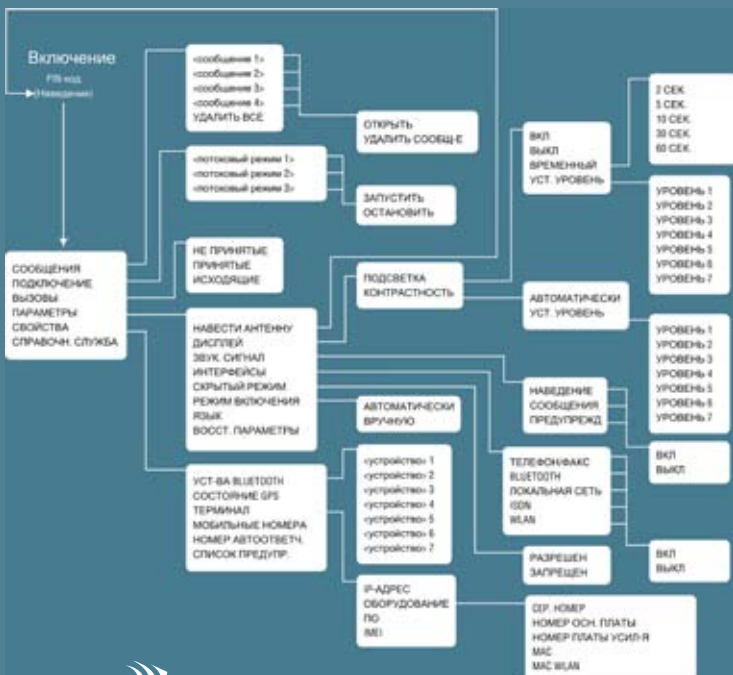 Включение
PIN код
(Наведение)
СООБЩЕНИЯ
ПОДКЛЮЧЕНИЕ
ВЫЗОВЫ
ПАРАМЕТРЫ
СВОЙСТВА
СПРАВОЧН. СЛУЖБА
<сообщение 1>
<сообщение 2>
<сообщение 3>
<сообщение 4>
УДАЛИТЬ ВСЕ
ОТКРЫТЬ
УДАЛИТЬ СООБЩ-Е
<потоковый режим 1>
<потоковый режим 2>
<потоковый режим 3>
ЗАПУСТИТЬ
ОСТАНОВИТЬ
НЕ ПРИНЯТЫЕ
ПРИНЯТЫЕ
ИСХОДЯЩИЕ
НАВЕСТИ АНТЕННУ
ДИСПЛЕЙ
ЗВУК. СИГНАЛ
ИНТЕРФЕЙСЫ
СКРЫТЫЙ РЕЖИМ
РЕЖИМ ВКЛЮЧЕНИЯ
ЯЗЫК
ВОССТ. ПАРАМЕТРЫ
ПОДСВЕТКА
КОНТРАСТНОСТЬ
ВКЛ
ВЫКЛ
ВРЕМЕННЫЙ
УСТ. УРОВЕНЬ
2 СЕК.
5 СЕК.
10 СЕК.
30 СЕК.
60 СЕК.
УРОВЕНЬ 1
УРОВЕНЬ 2
УРОВЕНЬ 3
УРОВЕНЬ 4
УРОВЕНЬ 5
УРОВЕНЬ 6
УРОВЕНЬ 7
АВТОМАТИЧЕСКИ
УСТ. УРОВЕНЬ
УРОВЕНЬ 1
УРОВЕНЬ 2
УРОВЕНЬ 3
УРОВЕНЬ 4
УРОВЕНЬ 5
УРОВЕНЬ 6
УРОВЕНЬ 7
НАВЕДЕНИЕ
СООБЩЕНИЯ
ПРЕДУПРЕЖД
ВКЛ
ВЫКЛ
ТЕЛЕФОН/ФАКС
BLUETOOTH
ЛОКАЛЬНАЯ СЕТЬ
ISDN
WLAN
ВКЛ
ВЫКЛ
РАЗРЕШЕН
ЗАПРЕЩЕН
АВТОМАТИЧЕСКИ
ВРУЧНУЮ
УСТ-ВА BLUETOOTH
СОСТОЯНИЕ GPS
ТЕРМИНАЛ
МОБИЛЬНЫЕ НОМЕРА
НОМЕР АВТООТВЕТЧ.
СПИСОК ПРЕДУПР.
<устройство> 1
<устройство> 2
<устройство> 3
<устройство> 4
<устройство> 5
<устройство> 6
<устройство> 7
IP-АДРЕС
ОБОРУДОВАНИЕ
ПО
IMEI
СЕР. НОМЕР
НОМЕР ОСН. ПЛАТЫ
НОМЕР ПЛАТЫ УСИЛ-Я
MAC
MAC WLAN